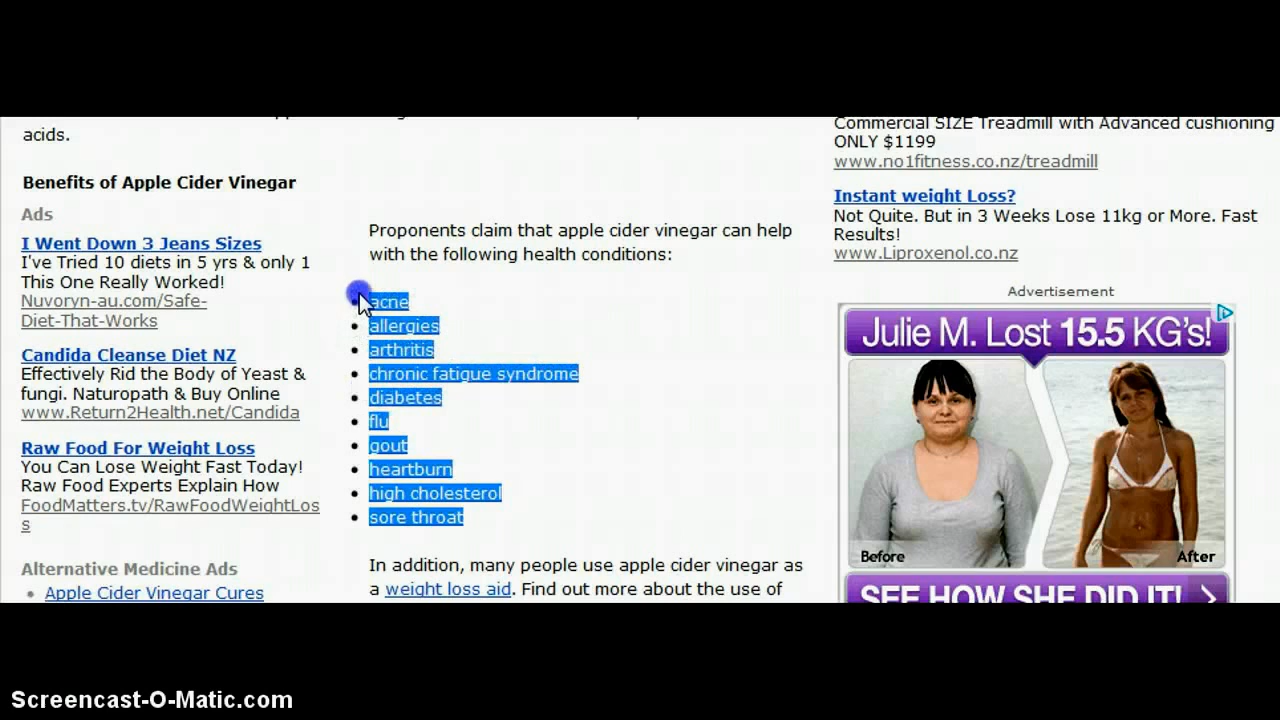 acids.
Benefits of Apple Cider Vinegar
Ads
I Went Down 3 Jeans Sizes
I've Tried 10 diets in 5 yrs & only 1
This One Really Worked!
Nuvoryn-au.com/Safe-
Diet-That-Works
Candida Cleanse Diet NZ
Effectively Rid the Body of Yeast &
fungi. Naturopath & Buy Online
www.Return2Health.net/Candida
Raw Food For Weight Loss
You Can Lose Weight Fast Today!
Raw Food Experts Explain How
FoodMatters.tv/RawFoodWeightLos
s
Alternative Medicine Ads
• Apple Cider Vinegar Cures
Proponents claim that apple cider vinegar can help
with the following health conditions:
• acne
• allergies
• arthritis
• chronic fatigue syndrome
• diabetes
• flu
• gout
• heartburn
• high cholesterol
• sore throat
In addition, many people use apple cider vinegar as
a weight loss aid. Find out more about the use of
Commercial SIZE Treadmill with Advanced cushioning
ONLY $1199
www.no1fitness.co.nz/treadmill
Instant weight Loss?
Not Quite. But in 3 Weeks Lose 11kg or More. Fast
Results!
www.Liproxenol.co.nz
Advertisement
Julie M. Lost 15.5 KG's!
Before
After
SEE HOW SHE DID IT!
Screencast-O-Matic.com